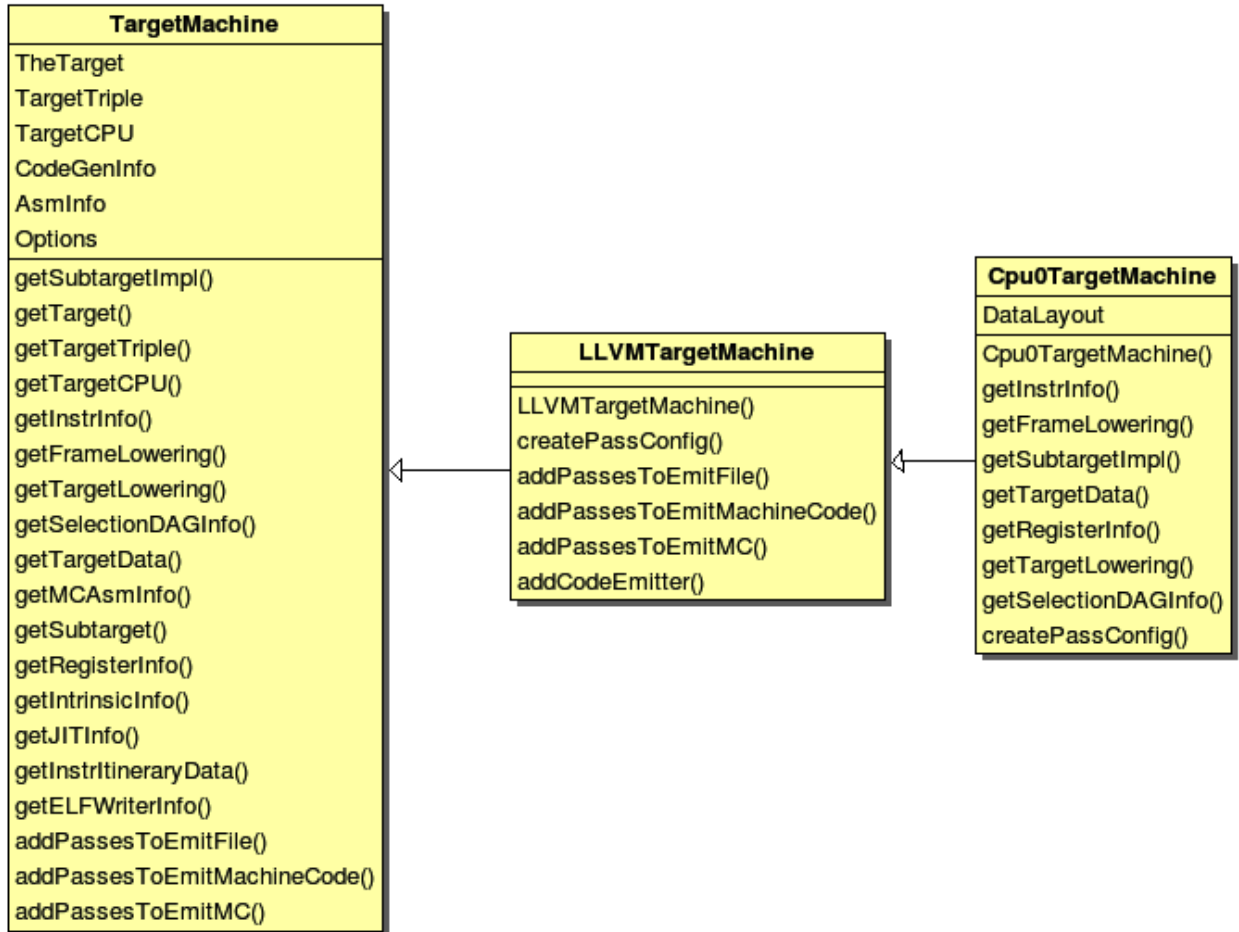 TargetMachine
TheTarget
TargetTriple
TargetCPU
CodeGenInfo
AsmInfo
Options
getSubtargetImpl()
getTarget()
getTargetTriple()
getTargetCPU()
getInstrInfo()
getFrameLowering()
getTargetLowering()
getSelectionDAGInfo()
getTargetData()
getMCAsmInfo()
getSubtarget()
getRegisterInfo()
getIntrinsicInfo()
getJITInfo()
getInstrItineraryData()
getELFWriterInfo()
addPassesToEmitFile()
addPassesToEmitMachineCode()
addPassesToEmitMC()
LLVMTargetMachine
LLVMTargetMachine()
createPassConfig()
addPassesToEmitFile()
addPassesToEmitMachineCode()
addPassesToEmitMC()
addCodeEmitter()
Cpu0TargetMachine
DataLayout
Cpu0TargetMachine()
getInstrInfo()
getFrameLowering()
getSubtargetImpl()
getTargetData()
getRegisterInfo()
getTargetLowering()
getSelectionDAGInfo()
createPassConfig()